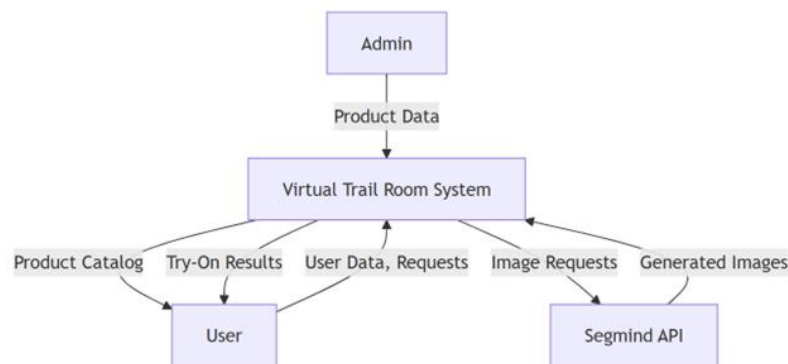 Admin
Product Data
Virtual Trail Room System
Product Catalog
Try-On Results
User Data, Requests
Image Requests
Generated Images
User
Segmind API